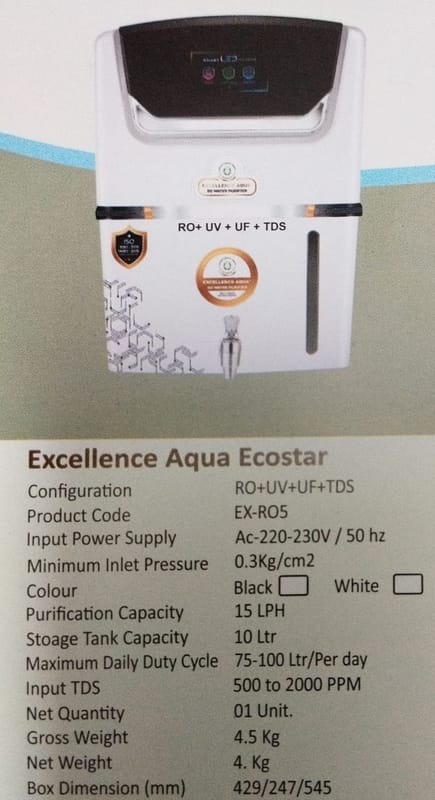 SMART LED
EXCELLENCE AQUA
RO WATER PURIFIER
RO+ UV + UF + TDS
ISO
EXCELLENCE AQUA
RO WATER PURIFIER
Excellence Aqua Ecostar
Configuration RO+UV+UF+TDS
Product Code EX-RO5
Input Power Supply Ac-220-230V / 50 hz
Minimum Inlet Pressure 0.3Kg/cm2
Colour Black White
Purification Capacity 15 LPH
Stoage Tank Capacity 10 Ltr
Maximum Daily Duty Cycle 75-100 Ltr/Per day
Input TDS 500 to 2000 PPM
Net Quantity 01 Unit.
Gross Weight 4.5 Kg
Net Weight 4. Kg
Box Dimension (mm) 429/247/545